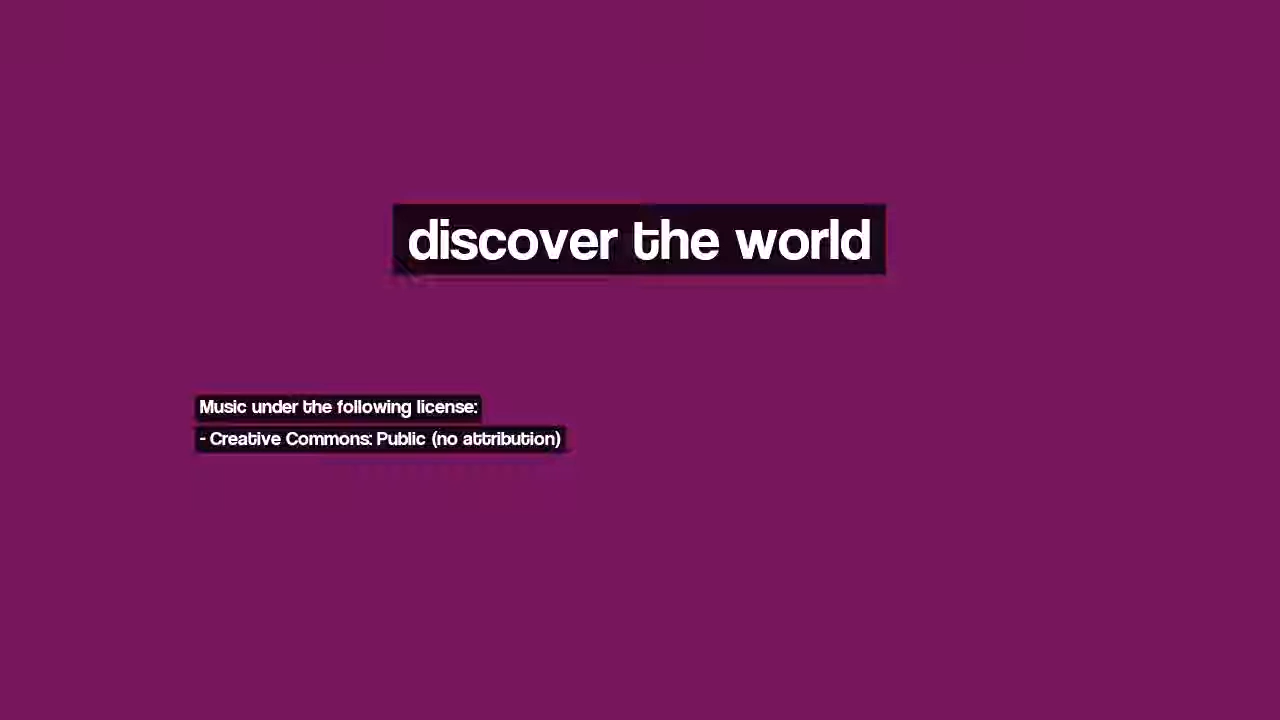 discover the world
Music under the following license:
- Creative Commons: Public (no attribution)